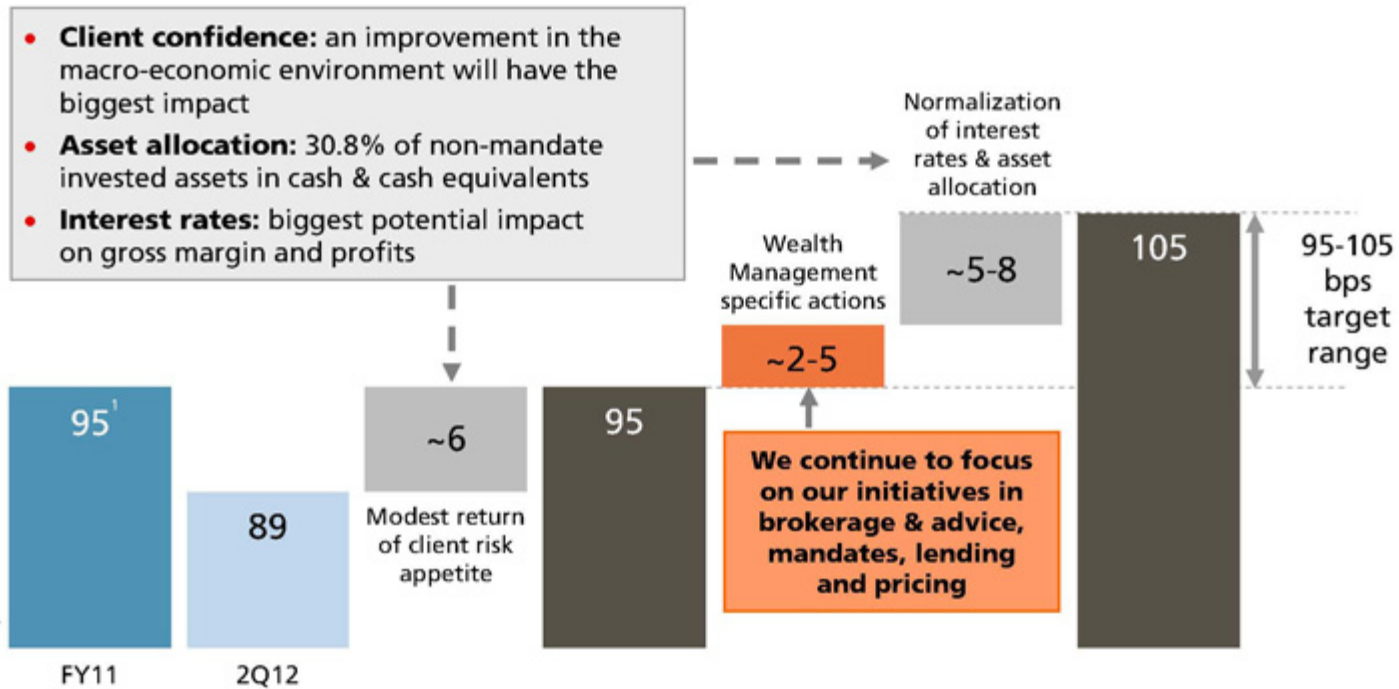 • Client confidence: an improvement in the
macro-economic environment will have the
biggest impact
• Asset allocation: 30.8% of non-mandate
invested assets in cash & cash equivalents
• Interest rates: biggest potential impact
on gross margin and profits
Normalization
of interest
rates & asset
allocation
Wealth
Management
specific actions
~5-8
105
95-105
bps
target
range
~2-5
95¹
~6
95
89
Modest return
of client risk
appetite
We continue to focus
on our initiatives in
brokerage & advice,
mandates, lending
and pricing
FY11
2Q12